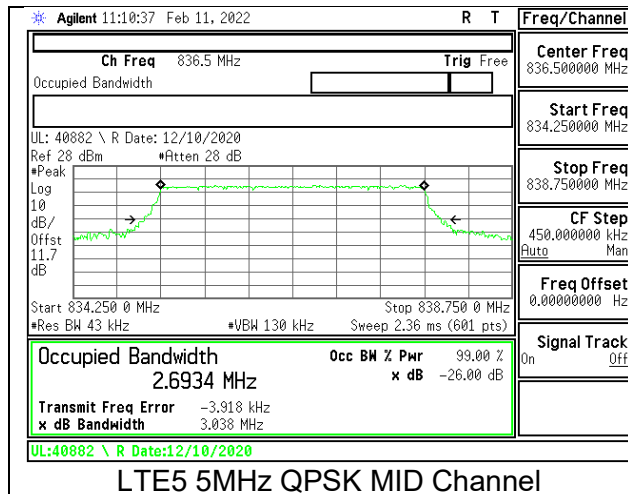 Agilent 11:10:37 Feb 11, 2022 R T Freq/Channel
Ch Freq 836.5 MHz Trig Free
Occupied Bandwidth
Center Freq
836.500000 MHz
Start Freq
834.250000 MHz
Stop Freq
838.750000 MHz
CF Step
450.000000 kHz
Auto Man
Freq Offset
0.00000000 Hz
Signal Track
On Off
UL: 40882 \ R Date: 12/10/2020
Ref 28 dBm #Atten 28 dB
#Peak
Log
10
dB/
Offst
11.7
dB
Start 834.250 0 MHz Stop 838.750 0 MHz
#Res BW 43 kHz #VBW 130 kHz Sweep 2.36 ms (601 pts)
Occupied Bandwidth Occ BW % Pwr 99.00 %
2.6934 MHz x dB -26.00 dB
Transmit Freq Error -3.918 kHz
x dB Bandwidth 3.038 MHz
UL:40882 \ R Date:12/10/2020
LTE5 5MHz QPSK MID Channel